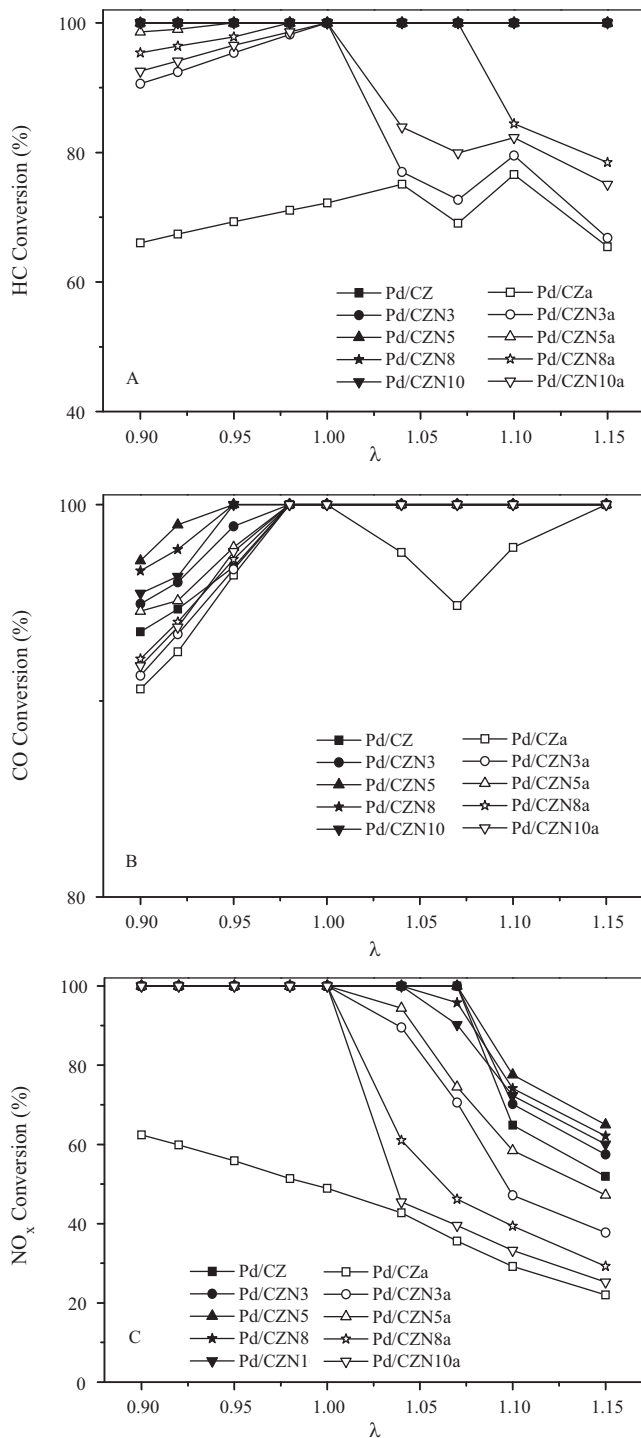 100
80
60
40
HC Conversion (%)
Pd/CZ Pd/CZa
Pd/CZN3 Pd/CZN3a
Pd/CZN5 Pd/CZN5a
Pd/CZN8 Pd/CZN8a
Pd/CZN10 Pd/CZN10a
A
0.90 0.95 1.00 1.05 1.10 1.15
λ
100
80
CO Conversion (%)
Pd/CZ Pd/CZa
Pd/CZN3 Pd/CZN3a
Pd/CZN5 Pd/CZN5a
Pd/CZN8 Pd/CZN8a
Pd/CZN10 Pd/CZN10a
B
0.90 0.95 1.00 1.05 1.10 1.15
λ
100
80
60
40
20
0
NOx Conversion (%)
Pd/CZ Pd/CZa
Pd/CZN3 Pd/CZN3a
Pd/CZN5 Pd/CZN5a
Pd/CZN8 Pd/CZN8a
Pd/CZN1 Pd/CZN10a
C
0.90 0.95 1.00 1.05 1.10 1.15
λ